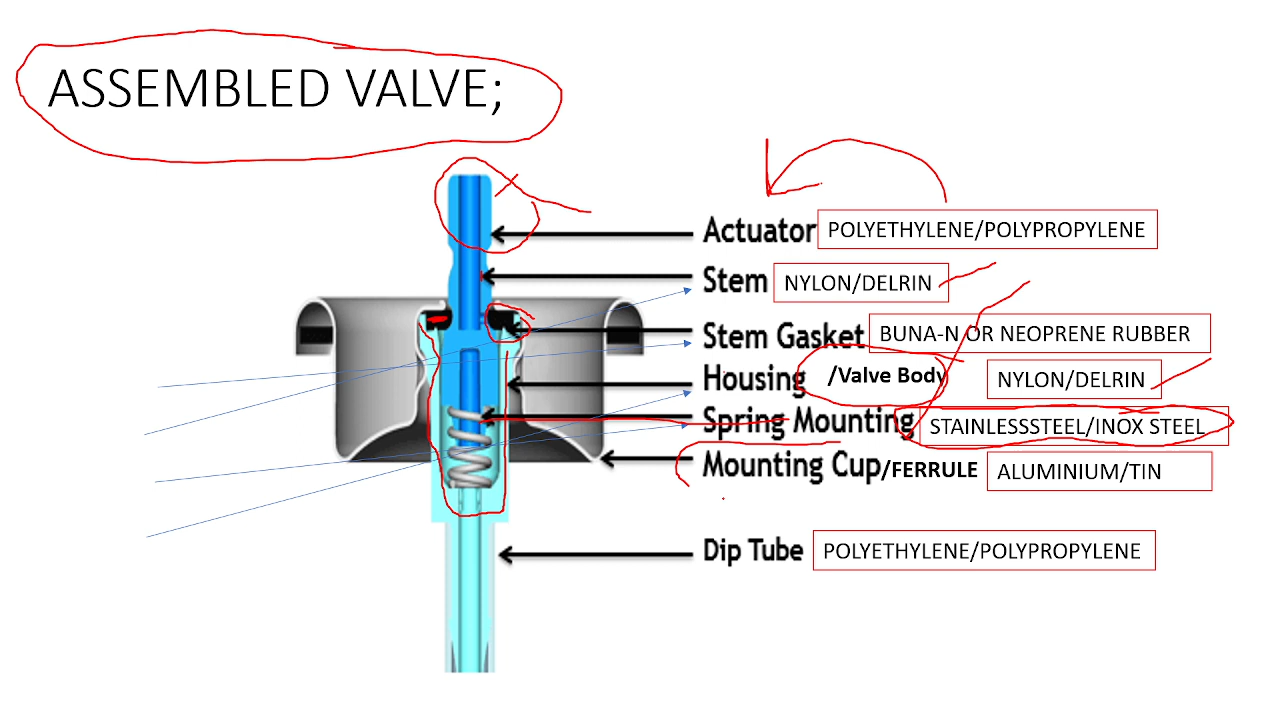 ASSEMBLED VALVE;
Actuator POLYETHYLENE/POLYPROPYLENE
Stem NYLON/DELRIN
Stem Gasket BUNA-N OR NEOPRENE RUBBER
Housing /Valve Body NYLON/DELRIN
Spring Mounting STAINLESSSTEEL/INOX STEEL
Mounting Cup/FERRULE ALUMINIUM/TIN
Dip Tube POLYETHYLENE/POLYPROPYLENE